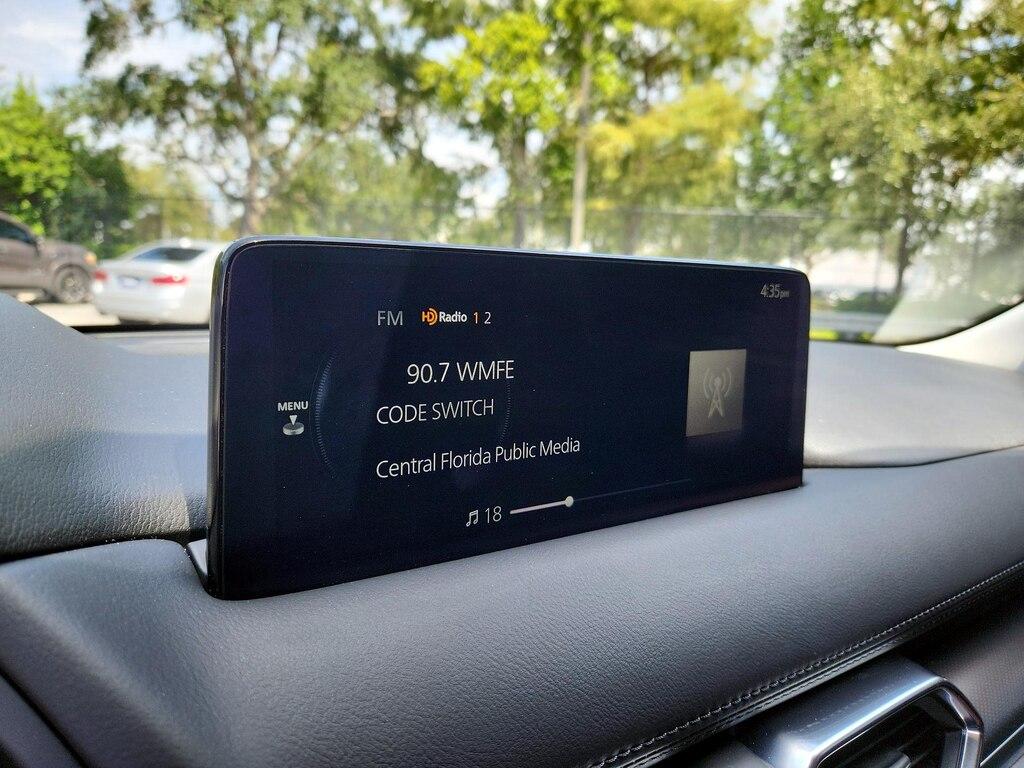 4:35pm
FM HD Radio 1 2
90.7 WMFE
MENU
CODE SWITCH
Central Florida Public Media
18